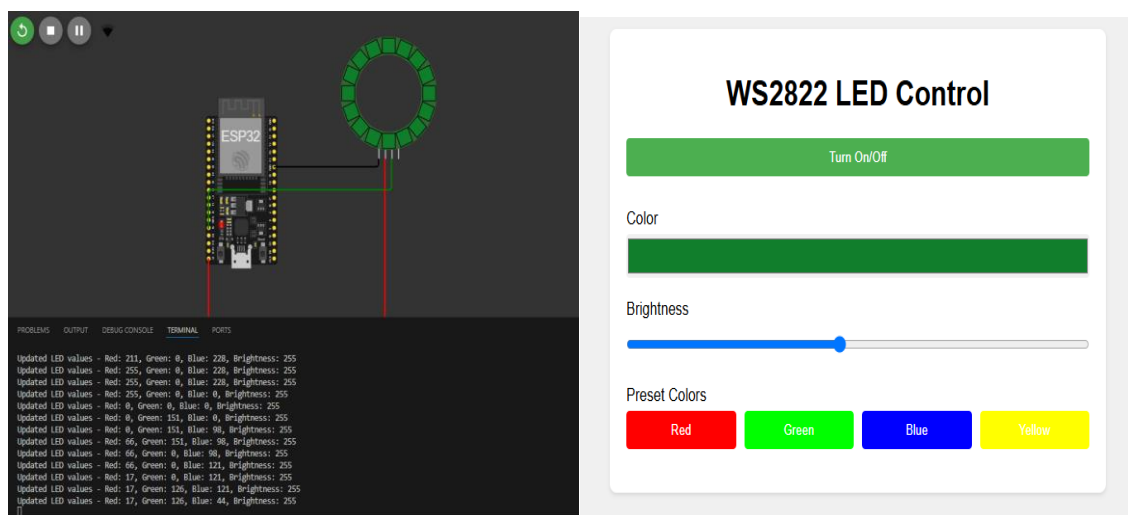 ESP32
PROBLEMS OUTPUT DEBUG CONSOLE TERMINAL PORTS
Updated LED values - Red: 211, Green: 0, Blue: 228, Brightness: 255
Updated LED values - Red: 255, Green: 0, Blue: 228, Brightness: 255
Updated LED values - Red: 255, Green: 0, Blue: 228, Brightness: 255
Updated LED values - Red: 255, Green: 0, Blue: 0, Brightness: 255
Updated LED values - Red: 0, Green: 0, Blue: 0, Brightness: 255
Updated LED values - Red: 0, Green: 151, Blue: 0, Brightness: 255
Updated LED values - Red: 0, Green: 151, Blue: 98, Brightness: 255
Updated LED values - Red: 66, Green: 151, Blue: 98, Brightness: 255
Updated LED values - Red: 66, Green: 0, Blue: 98, Brightness: 255
Updated LED values - Red: 66, Green: 0, Blue: 121, Brightness: 255
Updated LED values - Red: 17, Green: 0, Blue: 121, Brightness: 255
Updated LED values - Red: 17, Green: 126, Blue: 121, Brightness: 255
Updated LED values - Red: 17, Green: 126, Blue: 44, Brightness: 255
WS2822 LED Control
Turn On/Off
Color
Brightness
Preset Colors
Red Green Blue Yellow